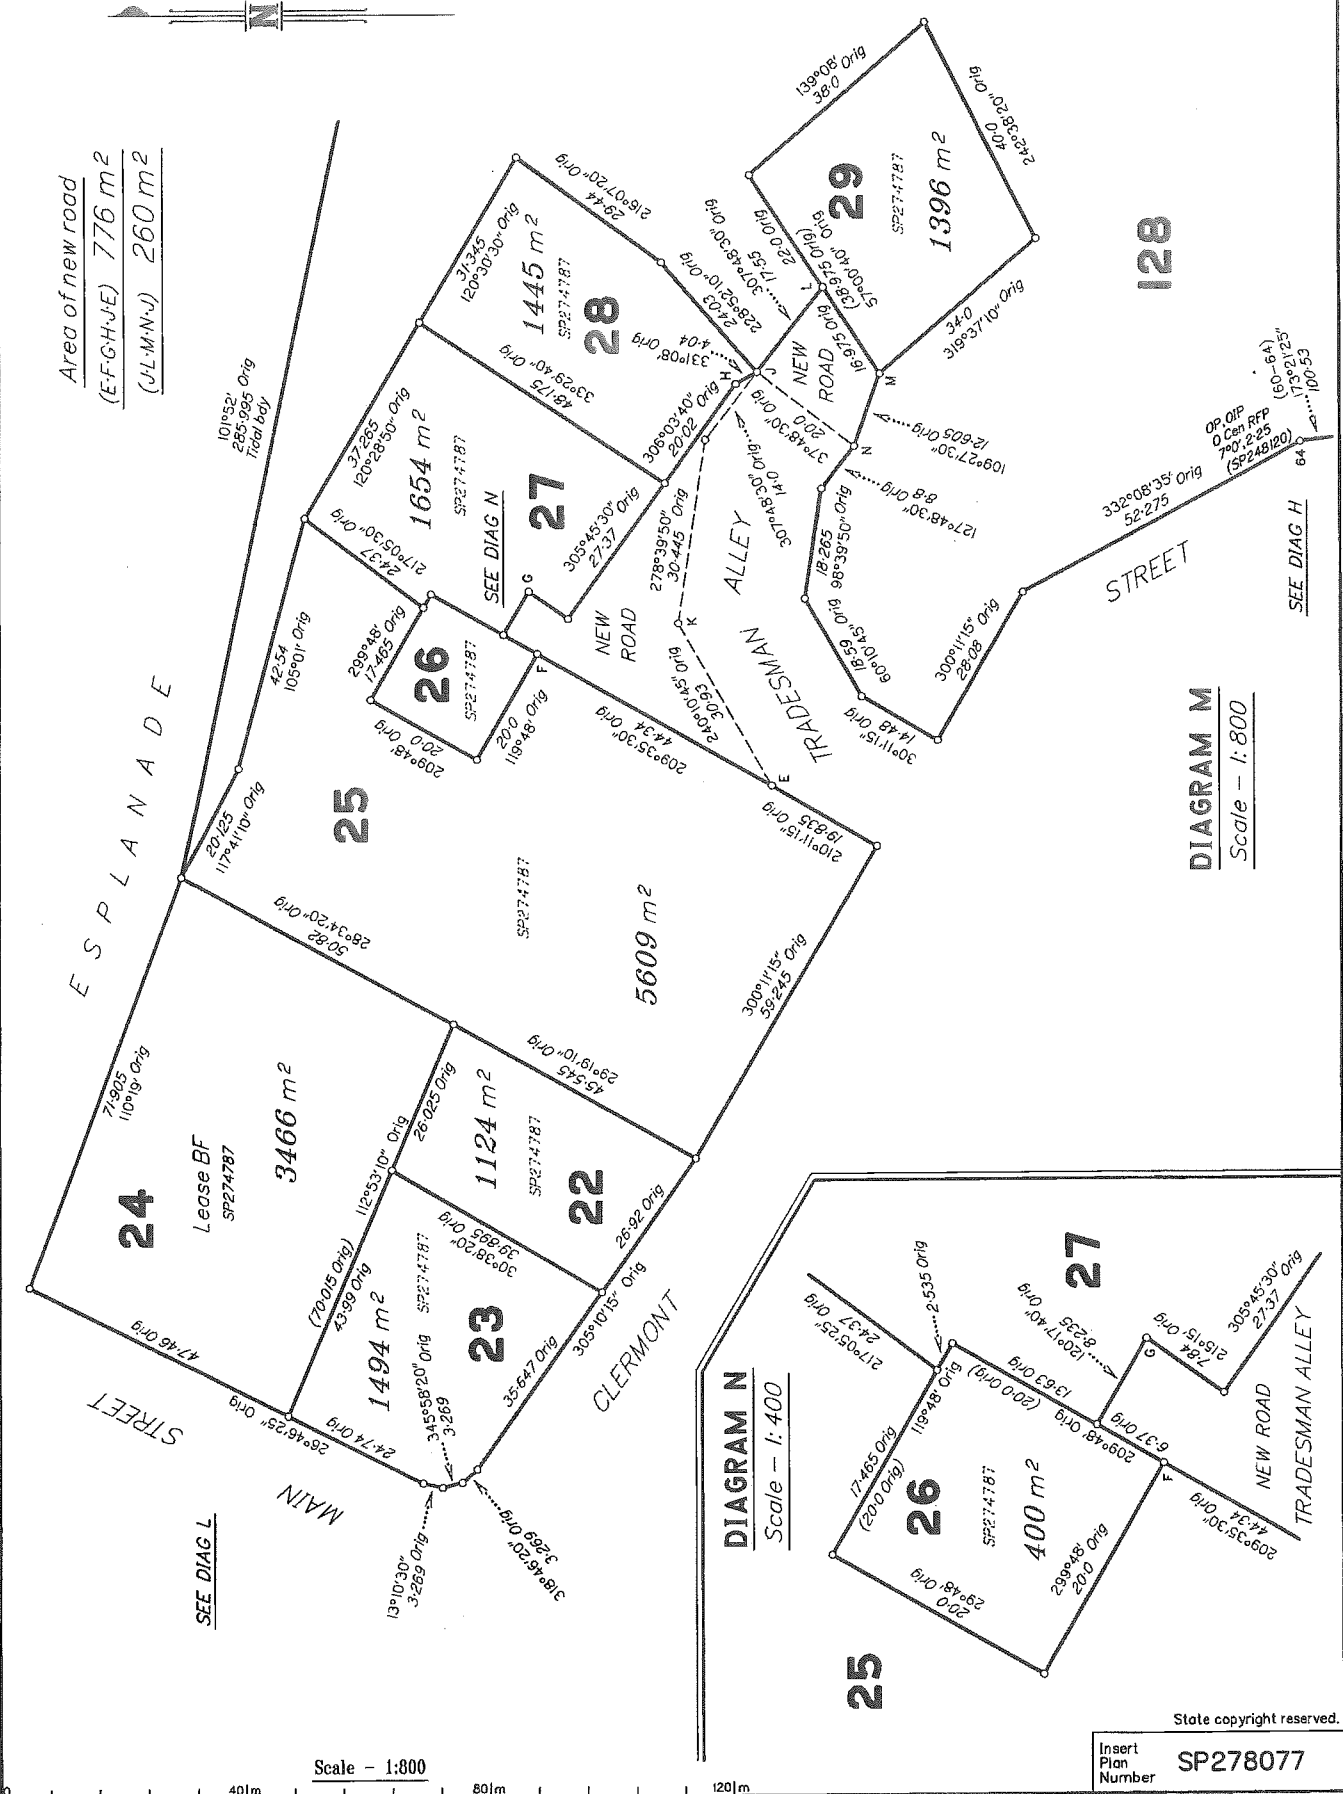 N
Area of new road
(E-F-G-H-J-E) 776 m2
(J-L-M-N-J) 260 m2
101°52'
285·995 Orig
Tidal bdy
ESPLANADE
24
Lease BF
SP274787
3466 m2
71·905
110°19' Orig
47·46 Orig
26°46'25" Orig
24·74 Orig
(70·015 Orig)
43·99 Orig
112°53'10" Orig
26·025 Orig
50·82
28°34'20" Orig
20·125
117°41'10" Orig
42·54
105°01' Orig
25
SP274787
5609 m2
45·545
29°19'10" Orig
300°11'15" Orig
59·245
210°11'15" Orig
19·835
E
209°35'30" Orig
44·34
F
22
SP274787
1124 m2
30°38'20"
39·895 Orig
26·92 Orig
305°10'15" Orig
35·647 Orig
23
SP274787
1494 m2
345°58'20" Orig
3·269
13°10'30"
3·269 Orig
318°46'20" Orig
3·269
MAIN
STREET
CLERMONT
STREET
SEE DIAG L
26
SP274787
299°48'
17·465 Orig
209°48'
20·0 Orig
20·0
119°48' Orig
24·37
217°05'30" Orig
SEE DIAG N
G
27
SP274787
1654 m2
37·265
120°28'50" Orig
48·175
33°29'40" Orig
305°45'30"
27·37 Orig
306°03'40"
20·02 Orig
H
28
SP274787
1445 m2
31·345
120°30'30" Orig
29·44
216°07'20" Orig
24·03
228°52'10" Orig
331°08' Orig
4·04
J
307°48'30" Orig
17·55
L
29
SP274787
1396 m2
22·0 Orig
139°08' Orig
38·0
242°38'20" Orig
40·0
34·0
319°37'10" Orig
(38·975 Orig)
57°00'40" Orig
16·975 Orig
M
NEW
ROAD
37°48'30" Orig
20·0
N
109°27'30"
12·605 Orig
127°48'30"
8·8 Orig
307°48'30"
14·0 Orig
278°39'50"
30·445 Orig
K
240°10'45" Orig
30·93
NEW
ROAD
TRADESMAN ALLEY
18·265
98°39'50" Orig
18·59 Orig
60°10'45"
14·48 Orig
30°11'15"
300°11'15" Orig
28·08
332°08'35" Orig
52·275
OP,OIP
O Cen RFP
7°0',2·25
(SP248120)
64
(60-64)
173°21'25"
100·53
SEE DIAG H
128
DIAGRAM M
Scale - 1:800
DIAGRAM N
Scale - 1:400
25
26
SP274787
400 m2
17·465 Orig
(20·0 Orig)
119°48' Orig
2·535 Orig
217°05'25"
24·37 Orig
29°48' Orig
20·0
299°48' Orig
20·0
(20·0 Orig)
13·63 Orig
209°48' Orig
6·37 Orig
120°17'40"
8·235 Orig
G
27
215°15' Orig
7·84
305°45'30"
27·37 Orig
F
209°35'30"
44·34 Orig
NEW ROAD
TRADESMAN ALLEY
State copyright reserved.
Scale - 1:800
0 40m 80m 120m
Insert
Plan
Number
SP278077